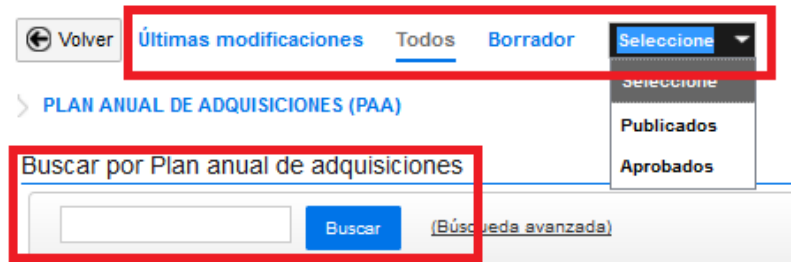 Volver Últimas modificaciones Todos Borrador Seleccione
Seleccione
PLAN ANUAL DE ADQUISICIONES (PAA)
Publicados
Buscar por Plan anual de adquisiciones
Aprobados
Buscar (Búsqueda avanzada)